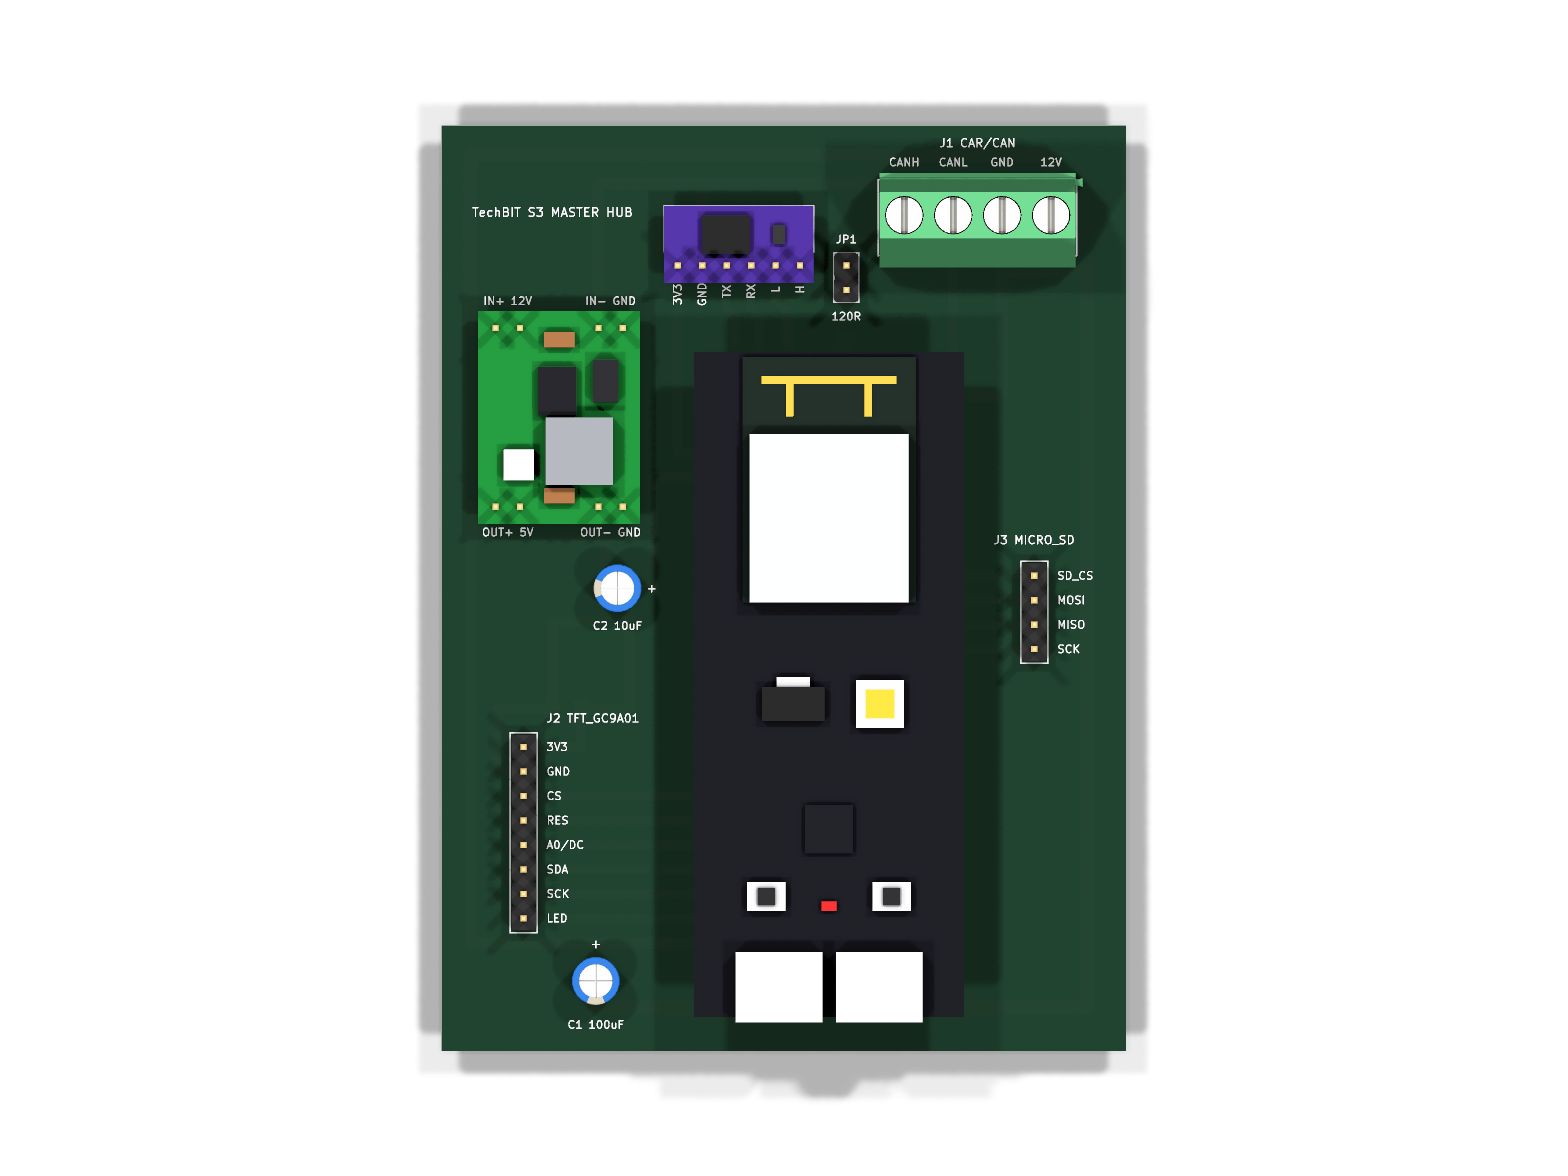 J1 CAR/CAN
CANH CANL GND 12V
TechBIT S3 MASTER HUB
JP1
3V3 GND TX RX L H
120R
IN+ 12V IN- GND
OUT+ 5V OUT- GND
J3 MICRO_SD
SD_CS
MOSI
MISO
SCK
+
C2 10uF
J2 TFT_GC9A01
3V3
GND
CS
RES
A0/DC
SDA
SCK
LED
+
C1 100uF